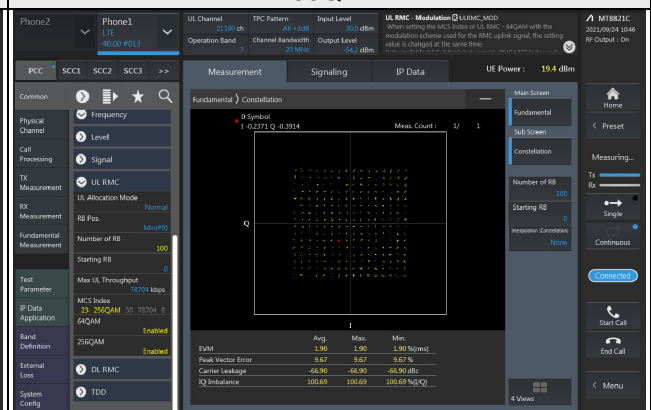 Phone2
Phone1
LTE
40.00 #013
UL Channel
21100 ch
TPC Pattern
All +3dB
Input Level
30.0 dBm
Operation Band
7
Channel Bandwidth
20 MHz
Output Level
-54.2 dBm
UL RMC - Modulation ULRMC_MOD
When setting the MCS Index or UL RMC - 64QAM with the
modulation scheme used for the RMC uplink signal, the setting
value is changed at the same time.
MT8821C
2021/09/24 10:46
RF Output : On
PCC
SCC1
SCC2
SCC3
>>
Measurement
Signaling
IP Data
UE Power : 19.4 dBm
Common
Physical
Channel
Call
Processing
TX
Measurement
RX
Measurement
Fundamental
Measurement
Test
Parameter
IP Data
Application
Band
Definition
External
Loss
System
Config
Frequency
Level
Signal
UL RMC
UL Allocation Mode
Normal
RB Pos.
Min(#0)
Number of RB
100
Starting RB
0
Max UL Throughput
78704 kbps
MCS Index
23 256QAM 30 78704 8
64QAM
Enabled
256QAM
Enabled
DL RMC
TDD
Fundamental ⟩ Constellation
0 Symbol
I -0.2371 Q -0.3914
Meas. Count : 1/ 1
Q
I
Avg. Max. Min.
EVM 1.90 1.90 1.90 %(rms)
Peak Vector Error 9.67 9.67 9.67 %
Carrier Leakage -66.90 -66.90 -66.90 dBc
IQ Imbalance 100.69 100.69 100.69 %(I/Q)
Main Screen
Fundamental
Sub Screen
Constellation
Number of RB
100
Starting RB
0
Interpolation (Constellation)
None
4 Views
Home
< Preset
Measuring...
Tx
Rx
Single
Continuous
Connected
Start Call
End Call
< Menu